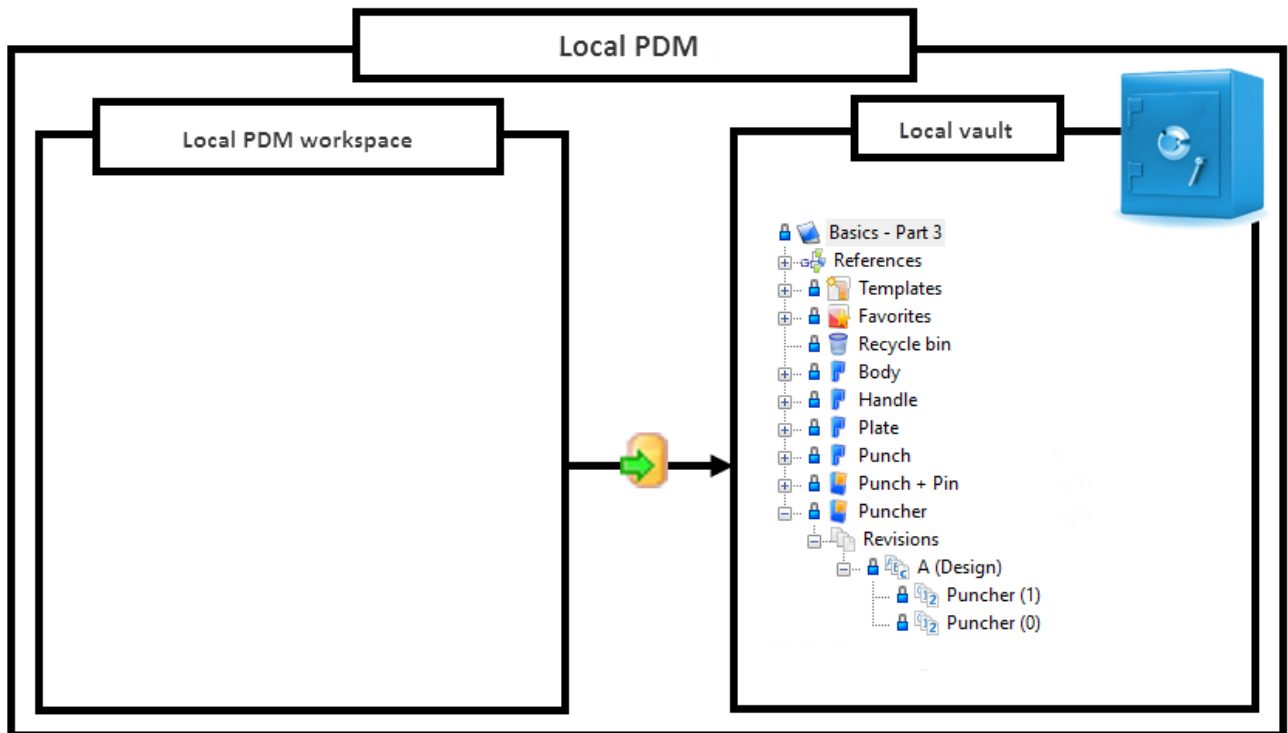 Local PDM
Local PDM workspace
Local vault
Basics - Part 3
References
Templates
Favorites
Recycle bin
Body
Handle
Plate
Punch
Punch + Pin
Puncher
Revisions
A (Design)
Puncher (1)
Puncher (0)